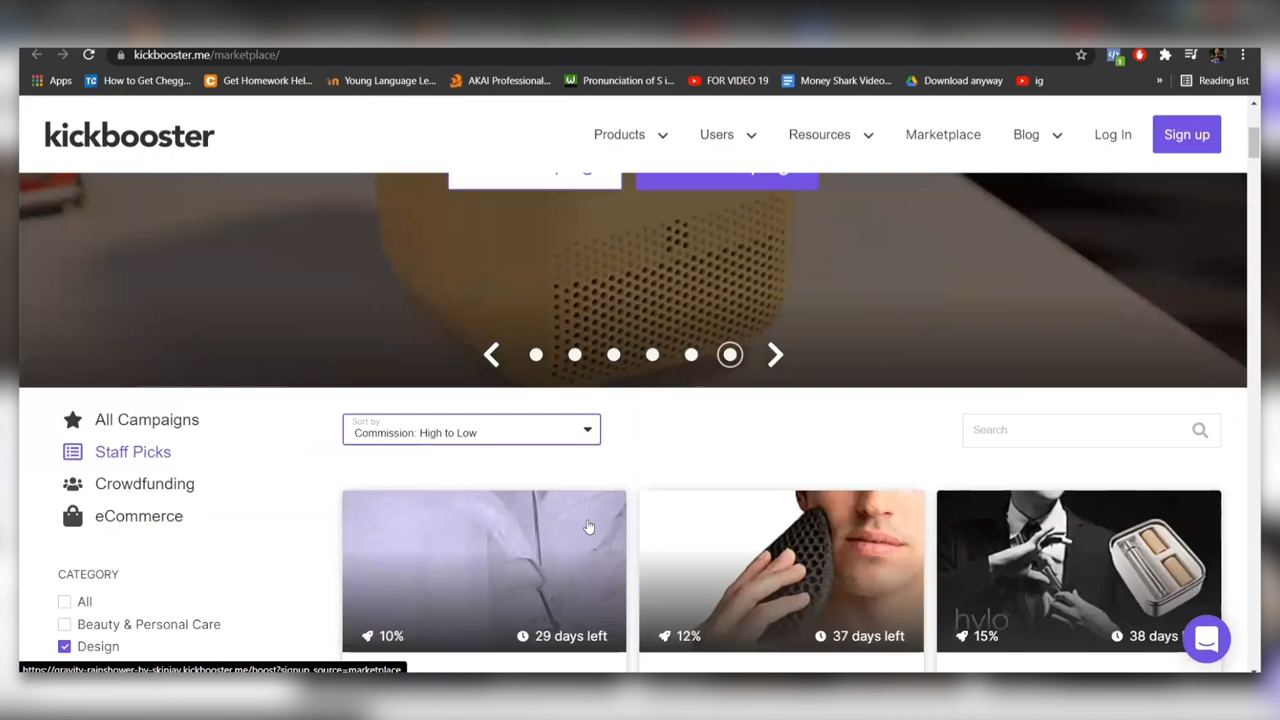 kickbooster.me/marketplace/
Apps How to Get Chegg... Get Homework Hel... Young Language Le... AKAI Professional... Pronunciation of S i... FOR VIDEO 19 Money Shark Video... Download anyway ig » Reading list
kickbooster Products Users Resources Marketplace Blog Log In Sign up
All Campaigns
Staff Picks
Crowdfunding
eCommerce
CATEGORY
All
Beauty & Personal Care
Design
Sort by
Commission: High to Low
Search
10% 29 days left
12% 37 days left
hylo
15% 38 days
https://gravity-rainshower-by-skinjay.kickbooster.me/boost?signup_source=marketplace